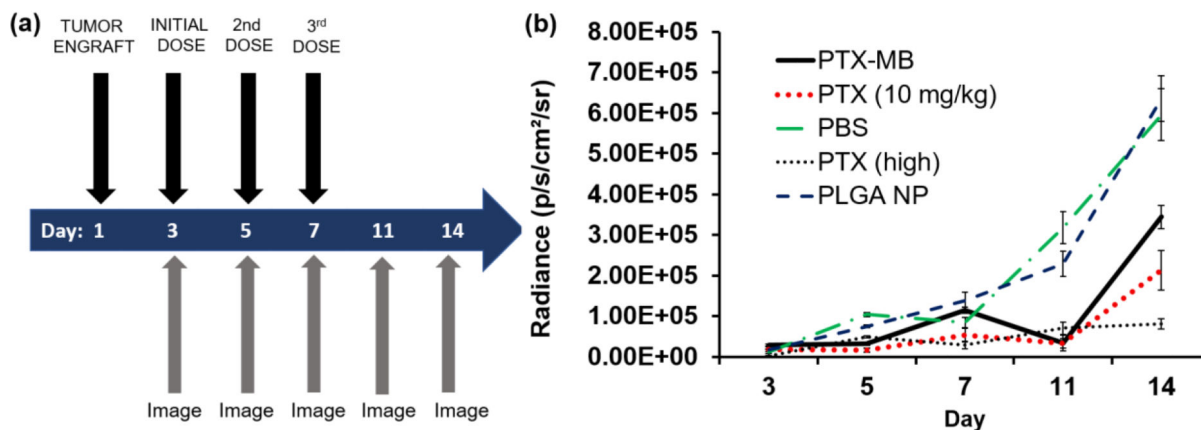 (a)
TUMOR ENGRAFT
INITIAL DOSE
2nd DOSE
3rd DOSE
Day: 1 3 5 7 11 14
Image Image Image Image Image
(b)
Radiance (p/s/cm²/sr)
8.00E+05
7.00E+05
6.00E+05
5.00E+05
4.00E+05
3.00E+05
2.00E+05
1.00E+05
0.00E+00
PTX-MB
PTX (10 mg/kg)
PBS
PTX (high)
PLGA NP
3 5 7 11 14
Day